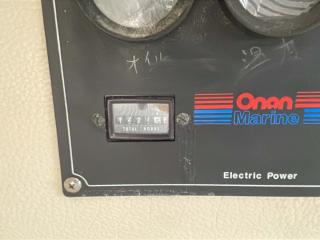 オイル 温度
TOTAL HOURS
Onan
Marine
Electric Power